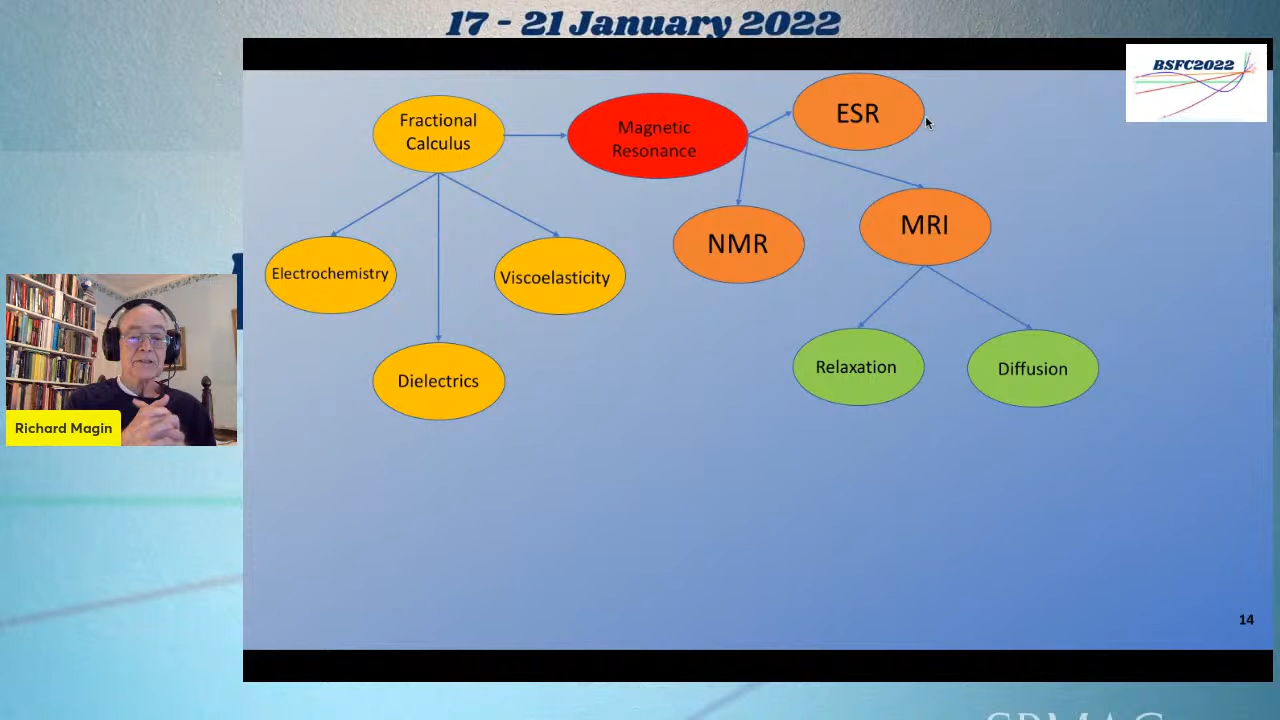 17 - 21 January 2022
BSFC2022
Fractional
Calculus
Magnetic
Resonance
ESR
Electrochemistry
Viscoelasticity
NMR
MRI
Dielectrics
Relaxation
Diffusion
Richard Magin
14